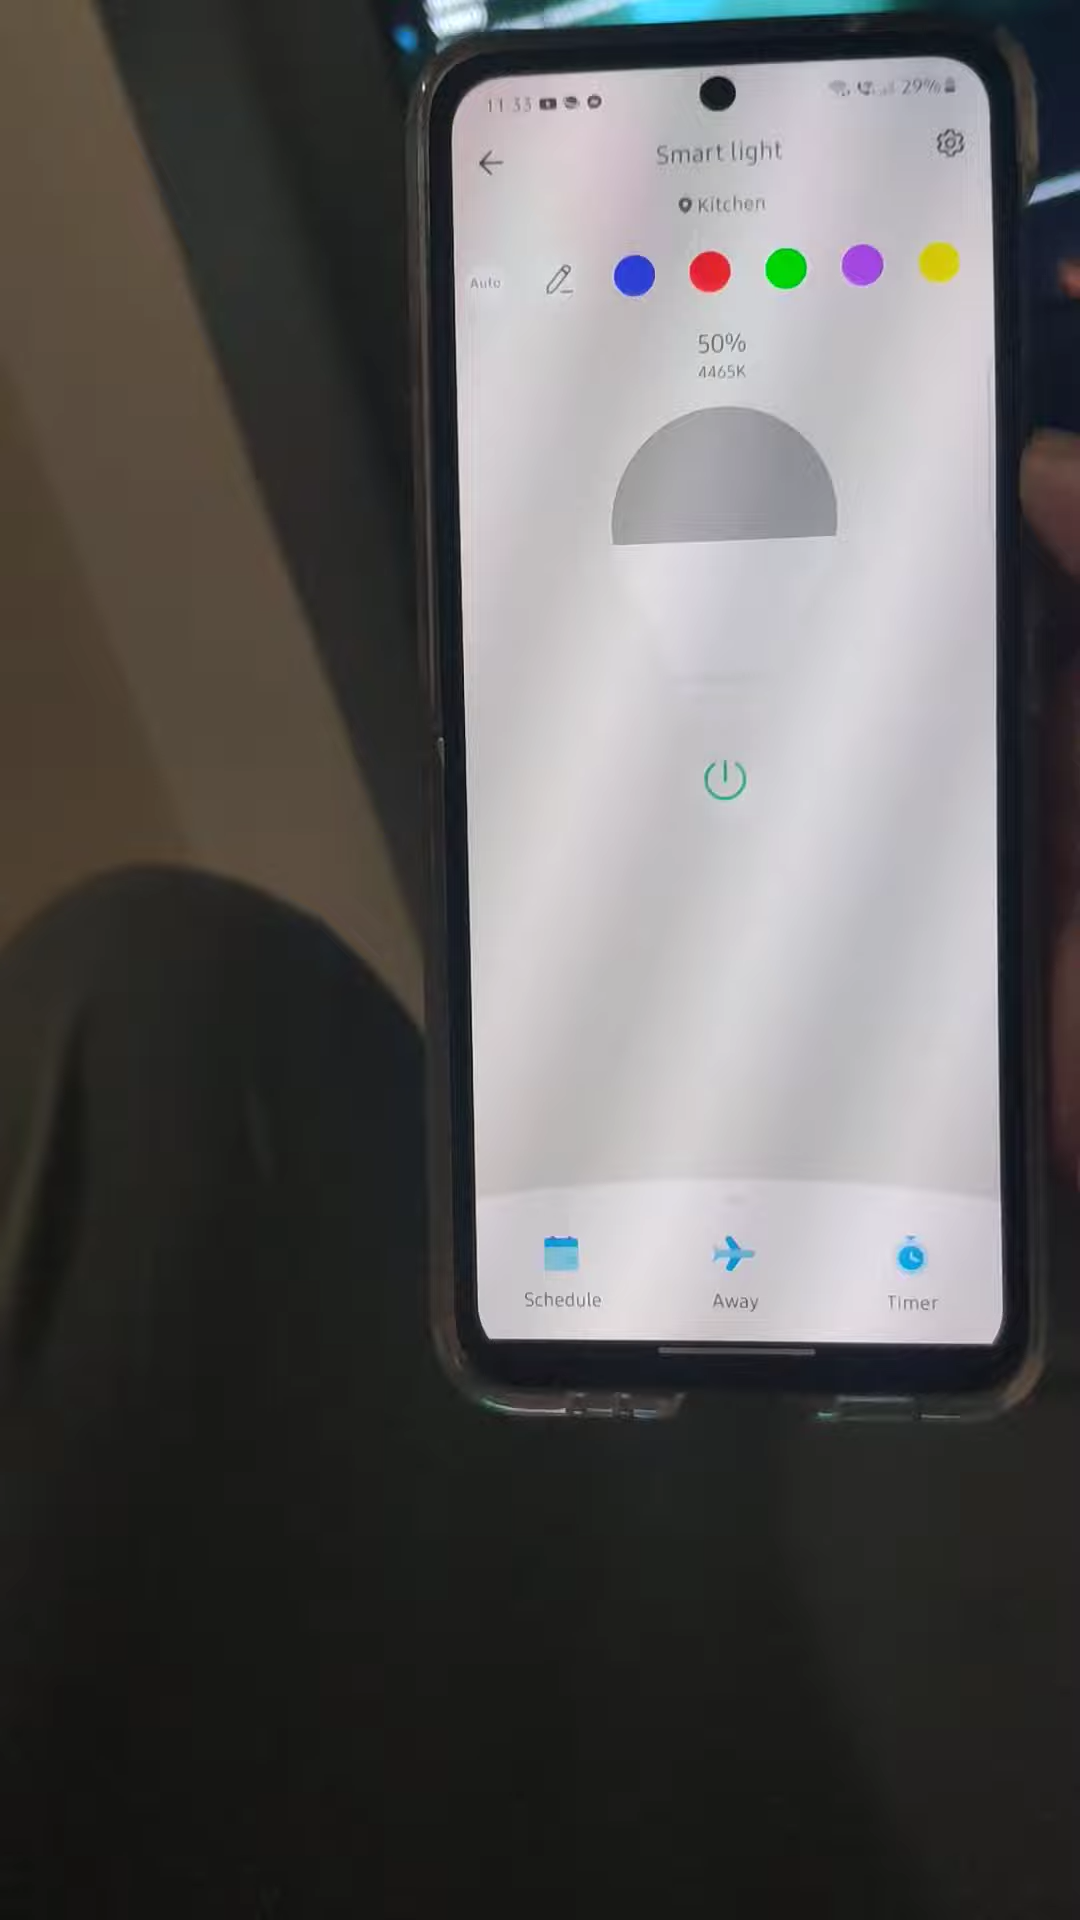 11 33 29%
Smart light
Kitchen
Auto
50%
4465K
Schedule Away Timer